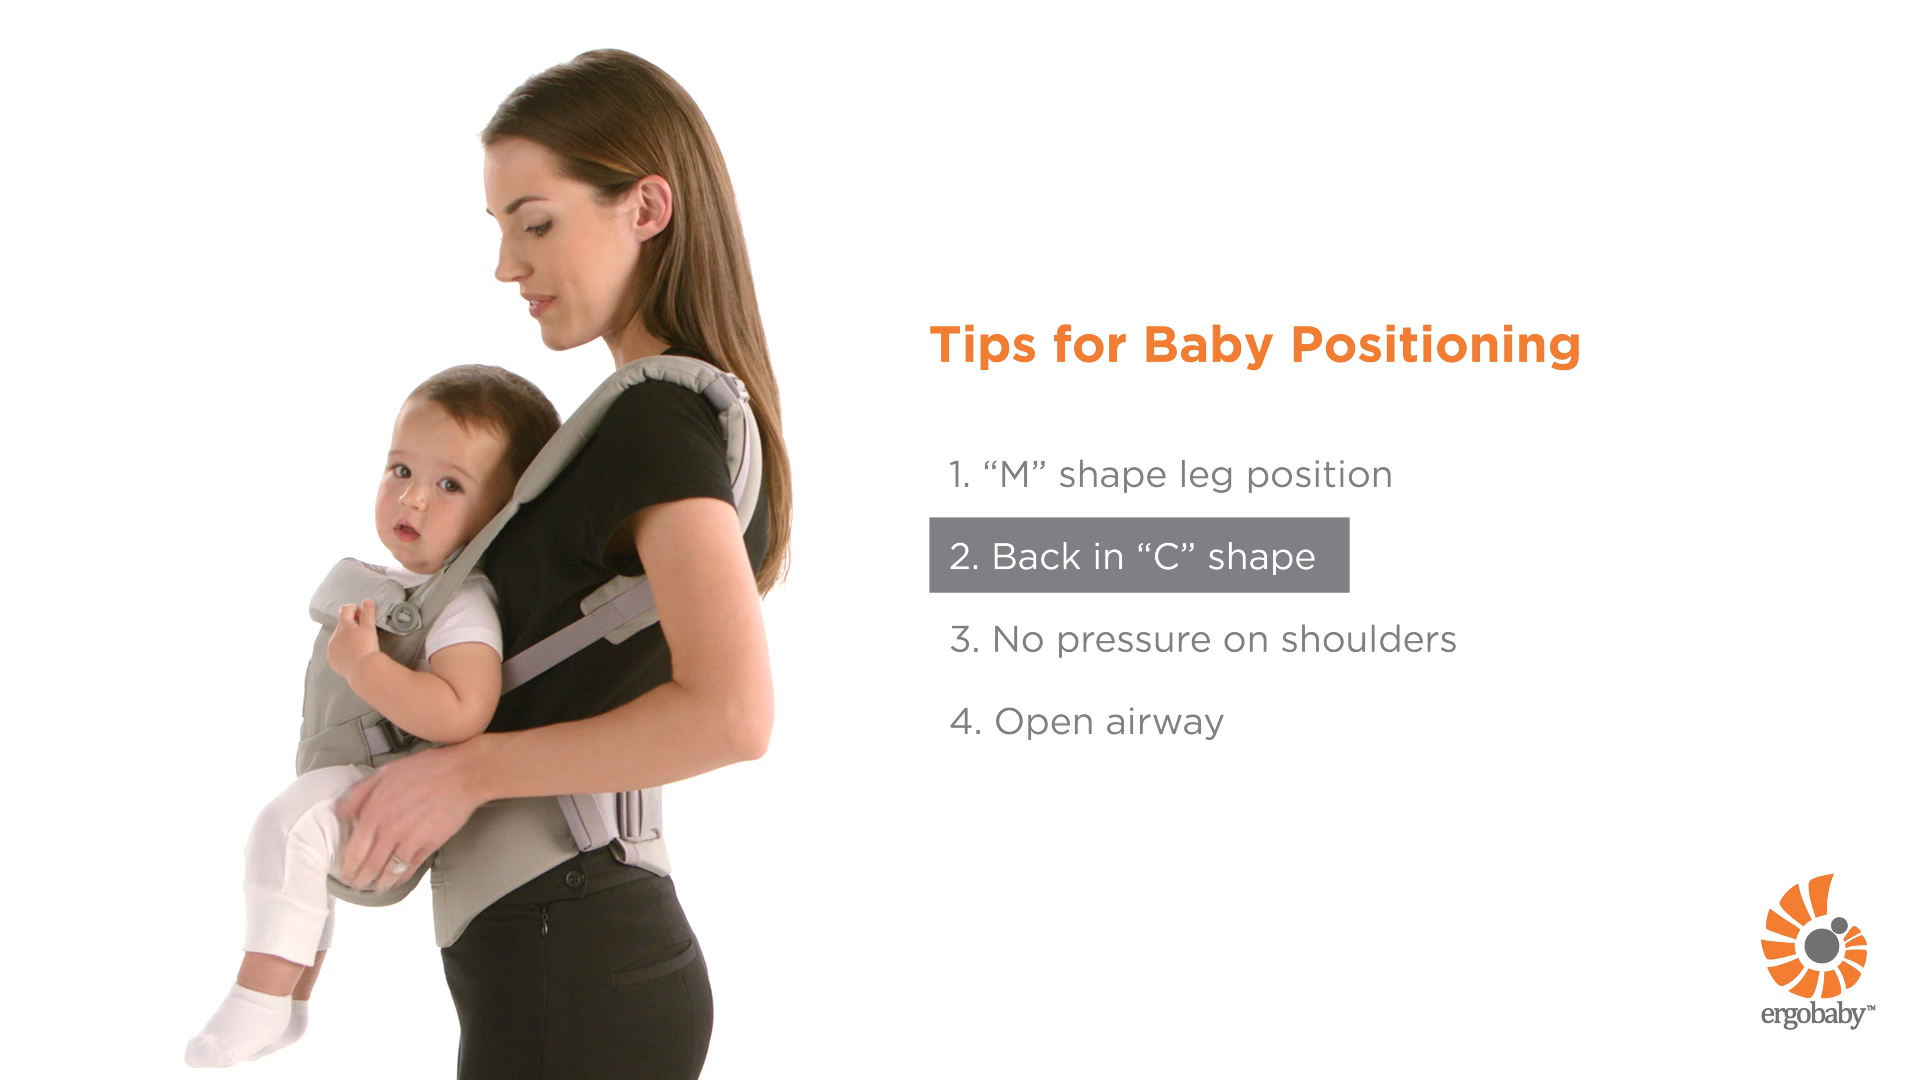 Tips for Baby Positioning
1. “M” shape leg position
2. Back in “C” shape
3. No pressure on shoulders
4. Open airway
ergobaby™